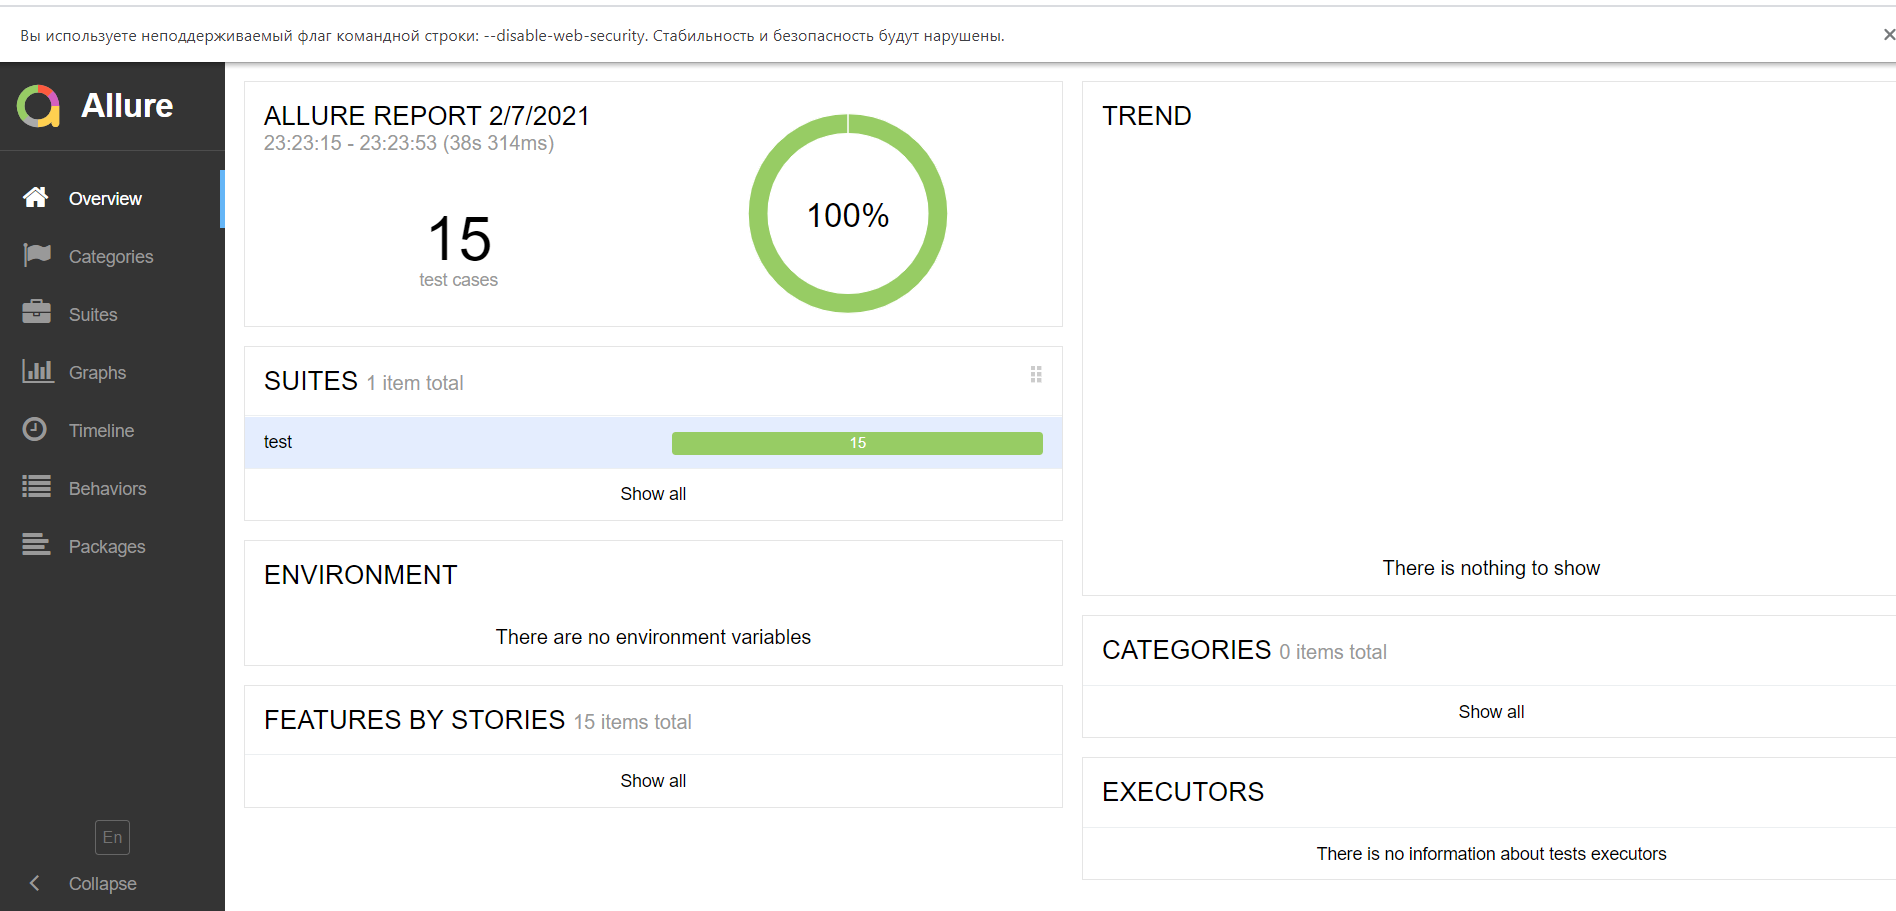 Вы используете неподдерживаемый флаг командной строки: --disable-web-security. Стабильность и безопасность будут нарушены.
Allure
Overview
Categories
Suites
Graphs
Timeline
Behaviors
Packages
En
Collapse
ALLURE REPORT 2/7/2021
23:23:15 - 23:23:53 (38s 314ms)
15
test cases
100%
SUITES 1 item total
test 15
Show all
ENVIRONMENT
There are no environment variables
FEATURES BY STORIES 15 items total
Show all
TREND
There is nothing to show
CATEGORIES 0 items total
Show all
EXECUTORS
There is no information about tests executors